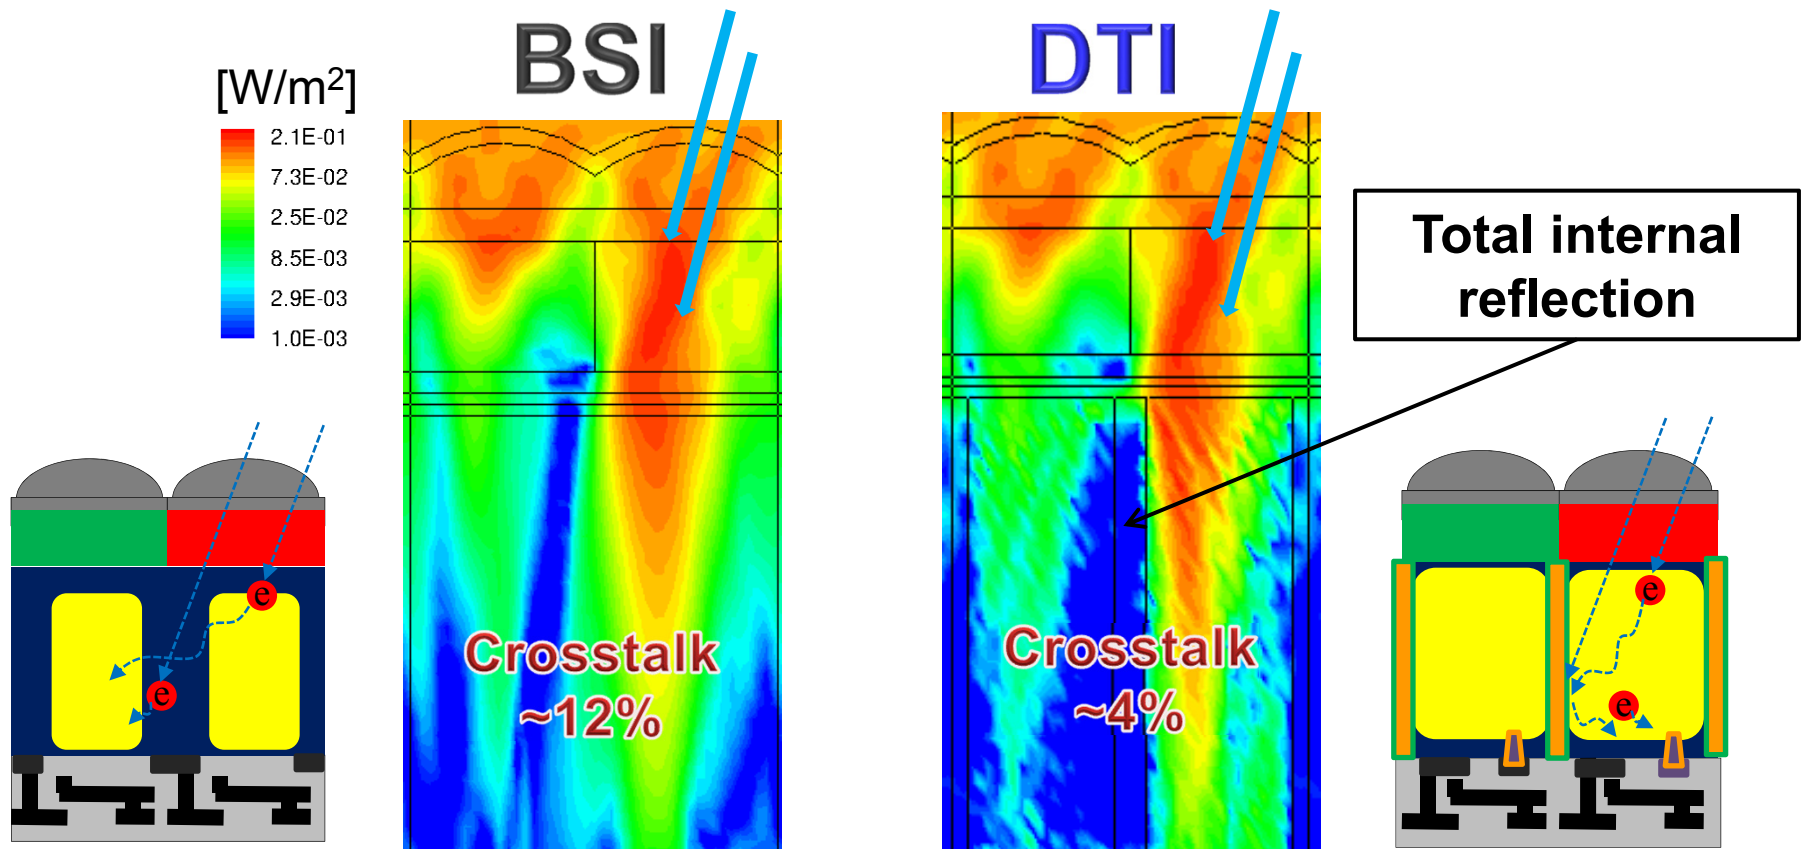 BSI
DTI
[W/m²]
2.1E-01
7.3E-02
2.5E-02
8.5E-03
2.9E-03
1.0E-03
Total internal
reflection
e
e
e
e
Crosstalk
~12%
Crosstalk
~4%